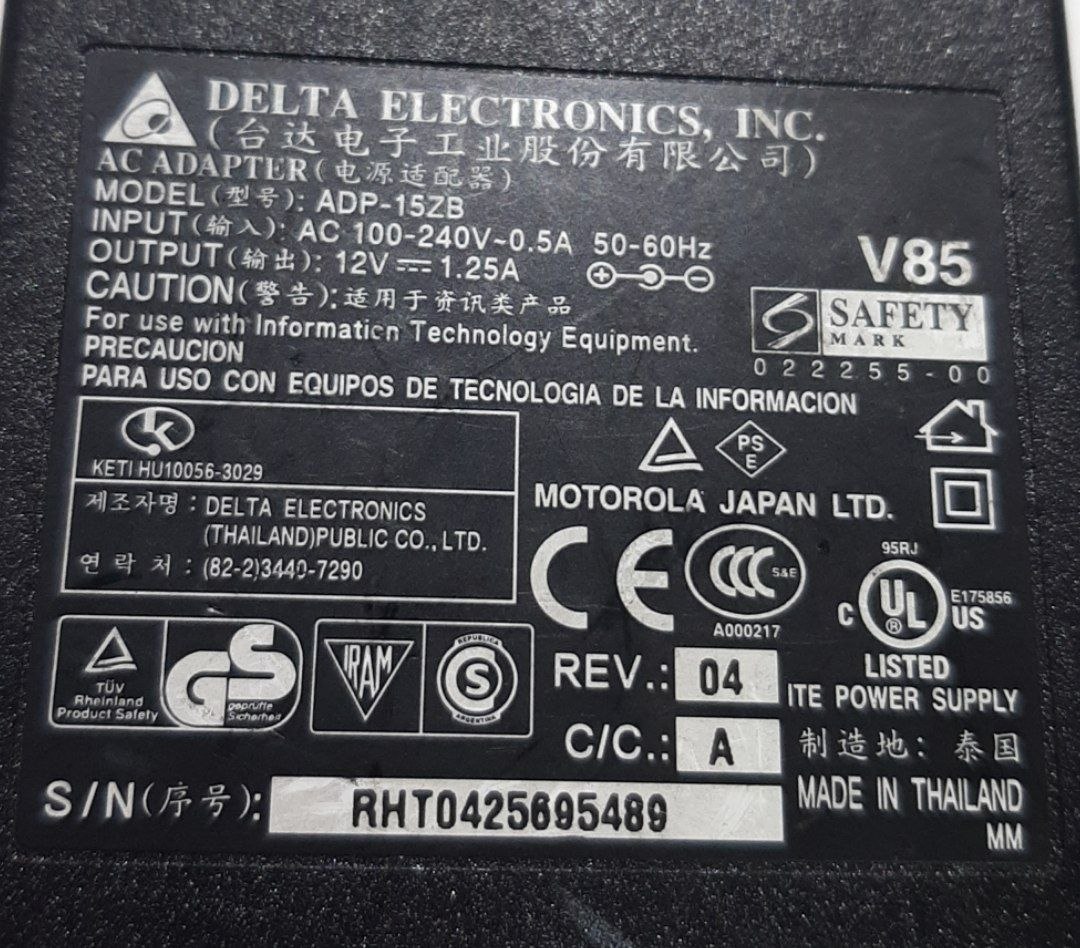 DELTA ELECTRONICS, INC.
(台达电子工业股份有限公司)
AC ADAPTER(电源适配器)
MODEL(型号): ADP-15ZB
INPUT(输入): AC 100-240V~0.5A 50-60Hz
OUTPUT(输出): 12V ⎓ 1.25A
CAUTION(警告):适用于资讯类产品
For use with Information Technology Equipment.
PRECAUCION
PARA USO CON EQUIPOS DE TECNOLOGIA DE LA INFORMACION
V85
S SAFETY
MARK
022255-00
K
KETI HU10056-3029
제조자명 : DELTA ELECTRONICS
(THAILAND)PUBLIC CO., LTD.
연 락 처 : (82-2)3440-7290
PS
E
MOTOROLA JAPAN LTD.
CE
CCC S&E
A000217
95RJ
C UL ® US
E175856
LISTED
ITE POWER SUPPLY
TÜV
Rheinland
Product Safety
GS
geprüfte
Sicherheit
IRAM
REPUBLICA
S
ARGENTINA
REV.: 04
C/C.: A
制造地: 泰国
MADE IN THAILAND
MM
S/N(序号): RHT0425695489